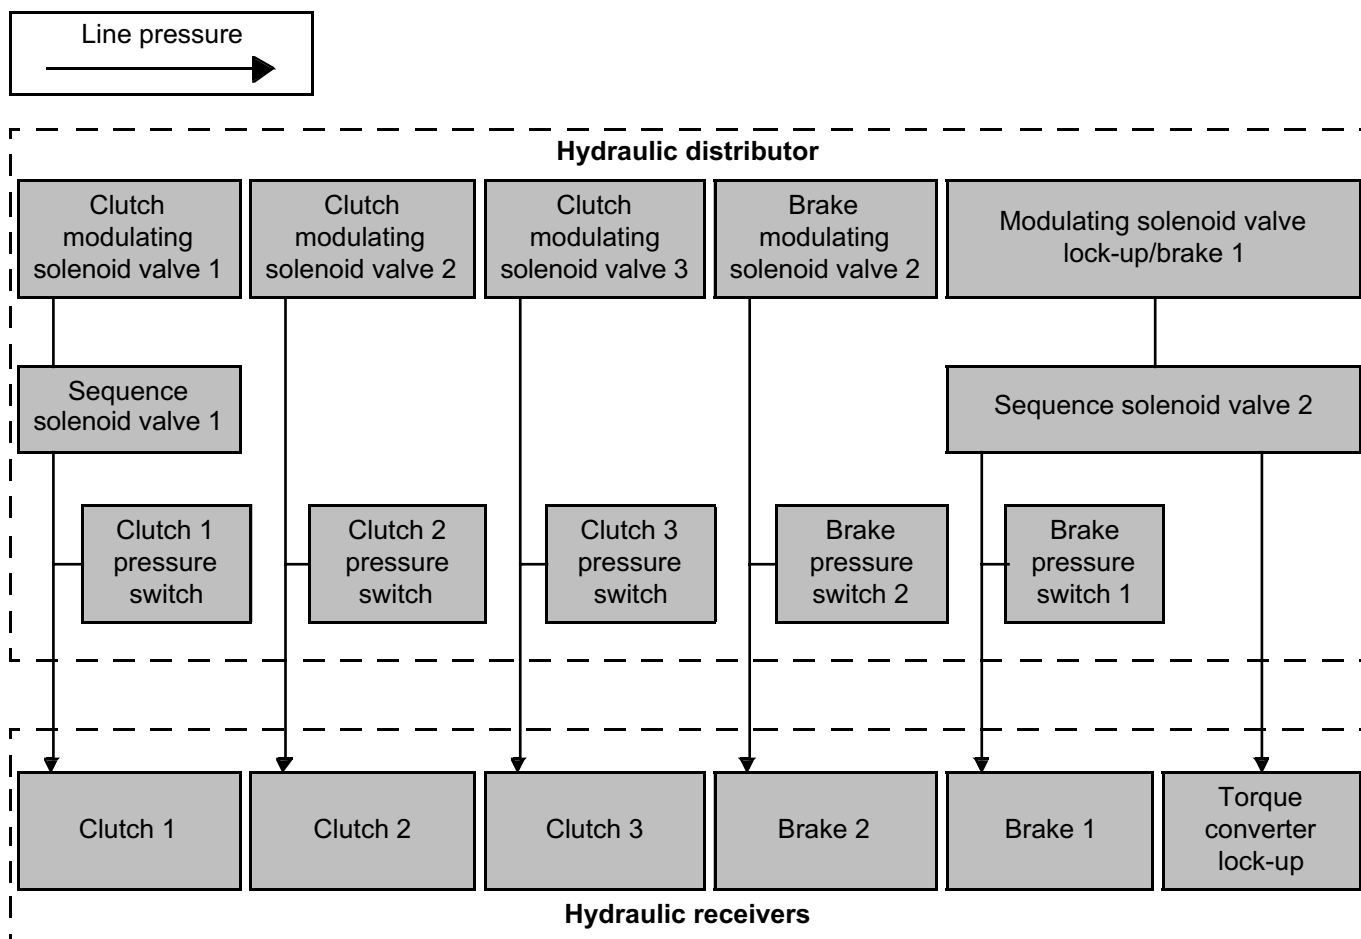 Line pressure
Hydraulic distributor
Clutch
modulating
solenoid valve 1
Clutch
modulating
solenoid valve 2
Clutch
modulating
solenoid valve 3
Brake
modulating
solenoid valve 2
Modulating solenoid valve
lock-up/brake 1
Sequence
solenoid valve 1
Sequence solenoid valve 2
Clutch 1
pressure
switch
Clutch 2
pressure
switch
Clutch 3
pressure
switch
Brake
pressure
switch 2
Brake
pressure
switch 1
Clutch 1
Clutch 2
Clutch 3
Brake 2
Brake 1
Torque
converter
lock-up
Hydraulic receivers